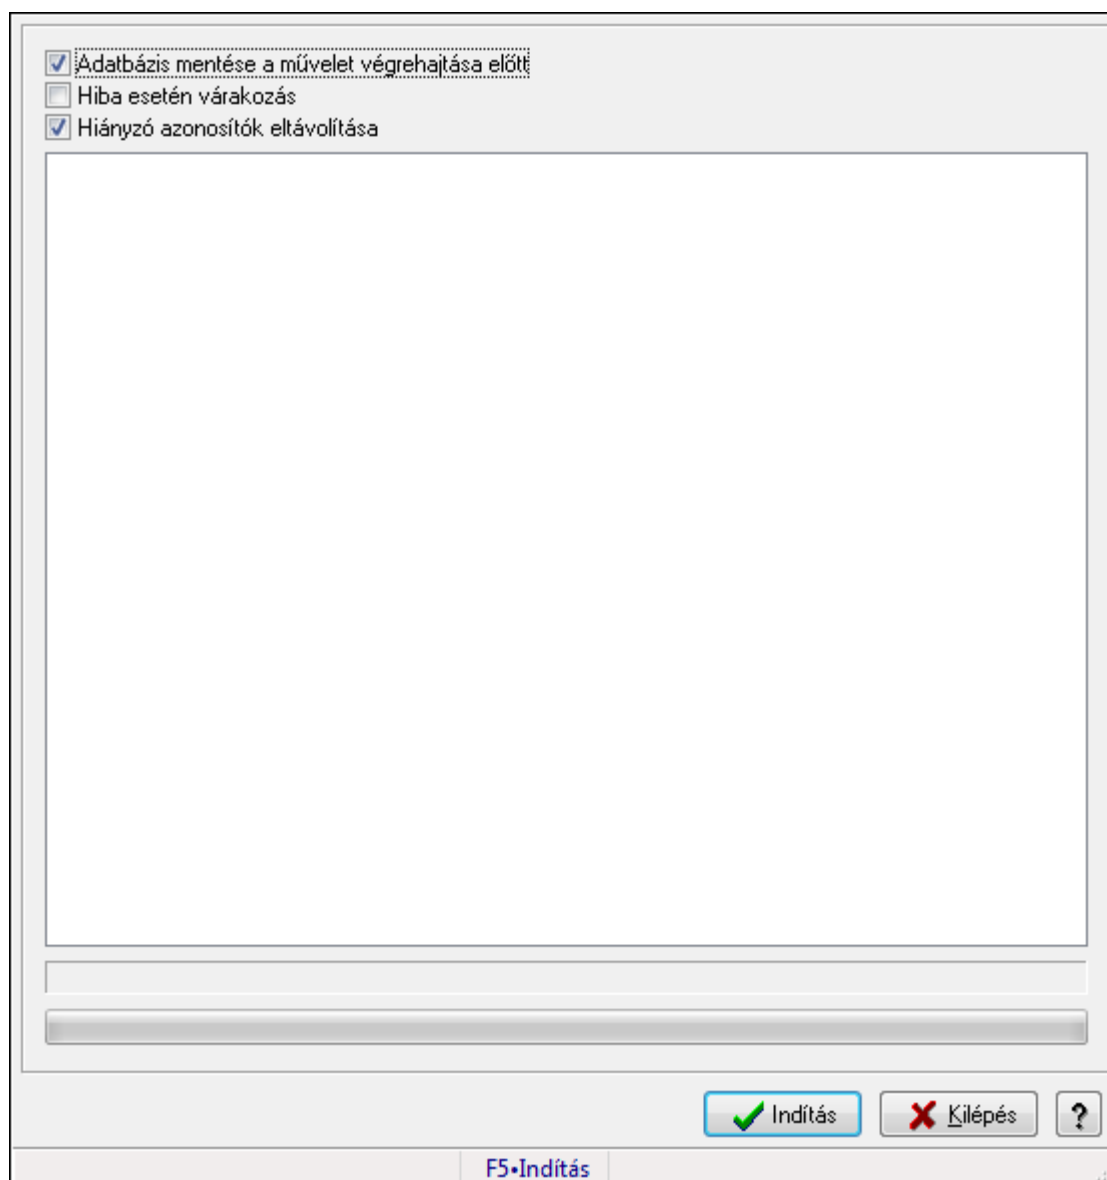 Adatbázis mentése a művelet végrehajtása előtt
Hiba esetén várakozás
Hiányzó azonosítók eltávolítása
Indítás
Kilépés
?
F5•Indítás